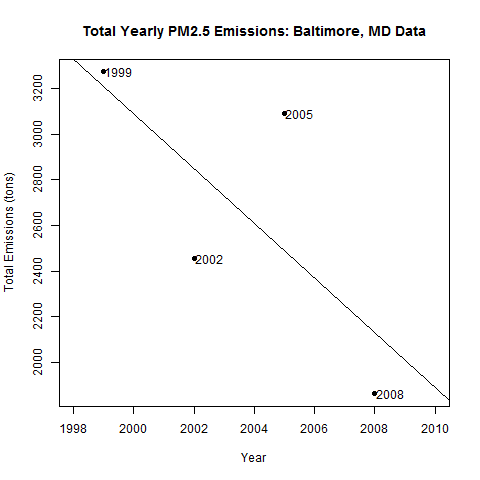 Total Yearly PM2.5 Emissions: Baltimore, MD Data
Total Emissions (tons)
3200
3000
2800
2600
2400
2200
2000
1999
2005
2002
2008
1998 2000 2002 2004 2006 2008 2010
Year